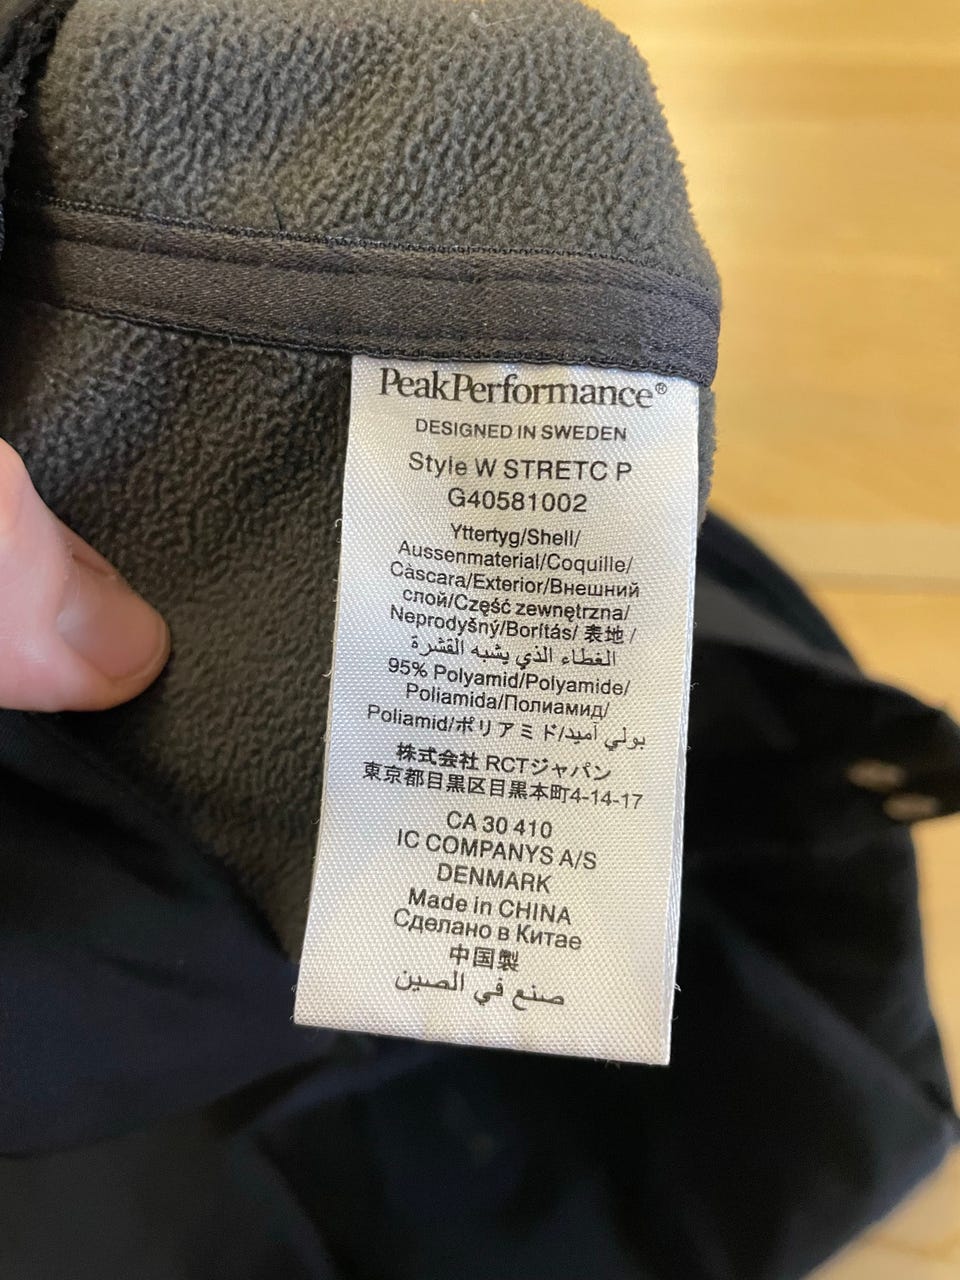 PeakPerformance®
DESIGNED IN SWEDEN
Style W STRETC P
G40581002
Yttertyg/Shell/
Aussenmaterial/Coquille/
Càscara/Exterior/Внешний
слой/Część zewnętrzna/
Neprodyšný/Borítás/ 表地 /
الغطاء الذي يشبه القشرة
95% Polyamid/Polyamide/
Poliamida/Полиамид/
Poliamid/ポリアミド/بولي أميد
株式会社 RCTジャパン
東京都目黒区目黒本町4-14-17
CA 30 410
IC COMPANYS A/S
DENMARK
Made in CHINA
Сделано в Китае
中国製
صنع في الصين